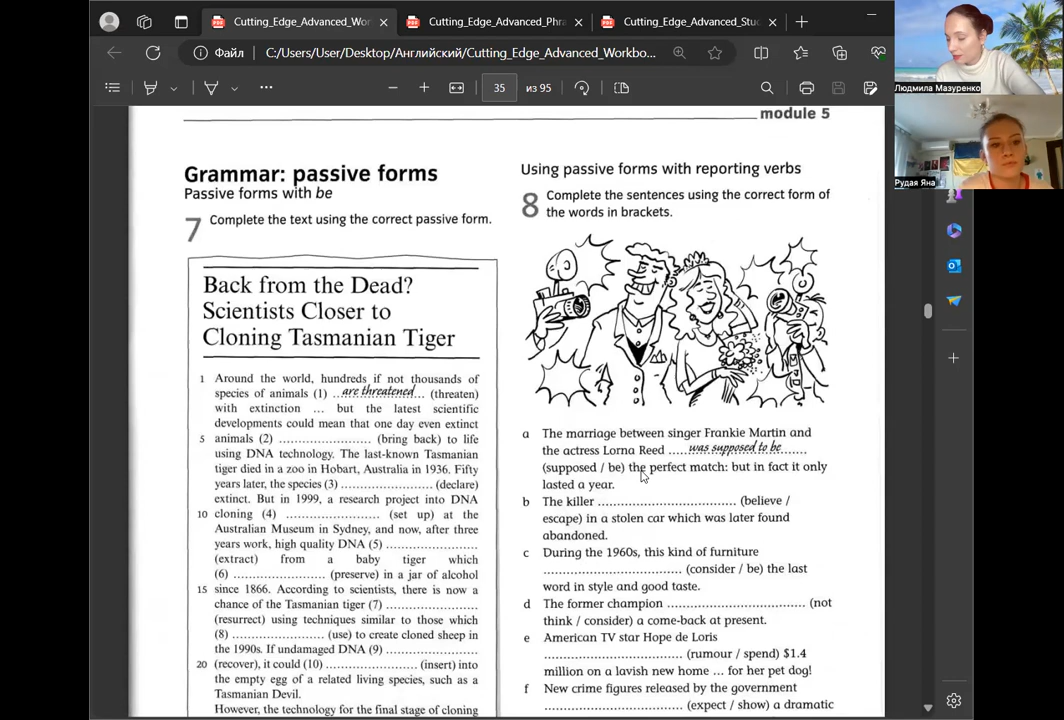 Cutting_Edge_Advanced_Wor
Cutting_Edge_Advanced_Phra
Cutting_Edge_Advanced_Stu
Файл
C:/Users/User/Desktop/Английский/Cutting_Edge_Advanced_Workbo...
35
из 95
Людмила Мазуренко
Рудая Яна
module 5
Grammar: passive forms
Passive forms with be
7 Complete the text using the correct passive form.
Back from the Dead?
Scientists Closer to
Cloning Tasmanian Tiger
1 Around the world, hundreds if not thousands of
species of animals (1) ...are threatened... (threaten)
with extinction ... but the latest scientific
developments could mean that one day even extinct
5 animals (2) ........................ (bring back) to life
using DNA technology. The last-known Tasmanian
tiger died in a zoo in Hobart, Australia in 1936. Fifty
years later, the species (3) ........................ (declare)
extinct. But in 1999, a research project into DNA
10 cloning (4) ........................ (set up) at the
Australian Museum in Sydney, and now, after three
years work, high quality DNA (5) ........................
(extract) from a baby tiger which
(6) ........................ (preserve) in a jar of alcohol
15 since 1866. According to scientists, there is now a
chance of the Tasmanian tiger (7) ........................
(resurrect) using techniques similar to those which
(8) ........................ (use) to create cloned sheep in
the 1990s. If undamaged DNA (9) ........................
20 (recover), it could (10) ........................ (insert) into
the empty egg of a related living species, such as a
Tasmanian Devil.
However, the technology for the final stage of cloning
Using passive forms with reporting verbs
8 Complete the sentences using the correct form of
the words in brackets.
a The marriage between singer Frankie Martin and
the actress Lorna Reed ....was supposed to be......
(supposed / be) the perfect match: but in fact it only
lasted a year.
b The killer .................................... (believe /
escape) in a stolen car which was later found
abandoned.
c During the 1960s, this kind of furniture
.................................... (consider / be) the last
word in style and good taste.
d The former champion .................................... (not
think / consider) a come-back at present.
e American TV star Hope de Loris
.................................... (rumour / spend) $1.4
million on a lavish new home ... for her pet dog!
f New crime figures released by the government
.................................... (expect / show) a dramatic